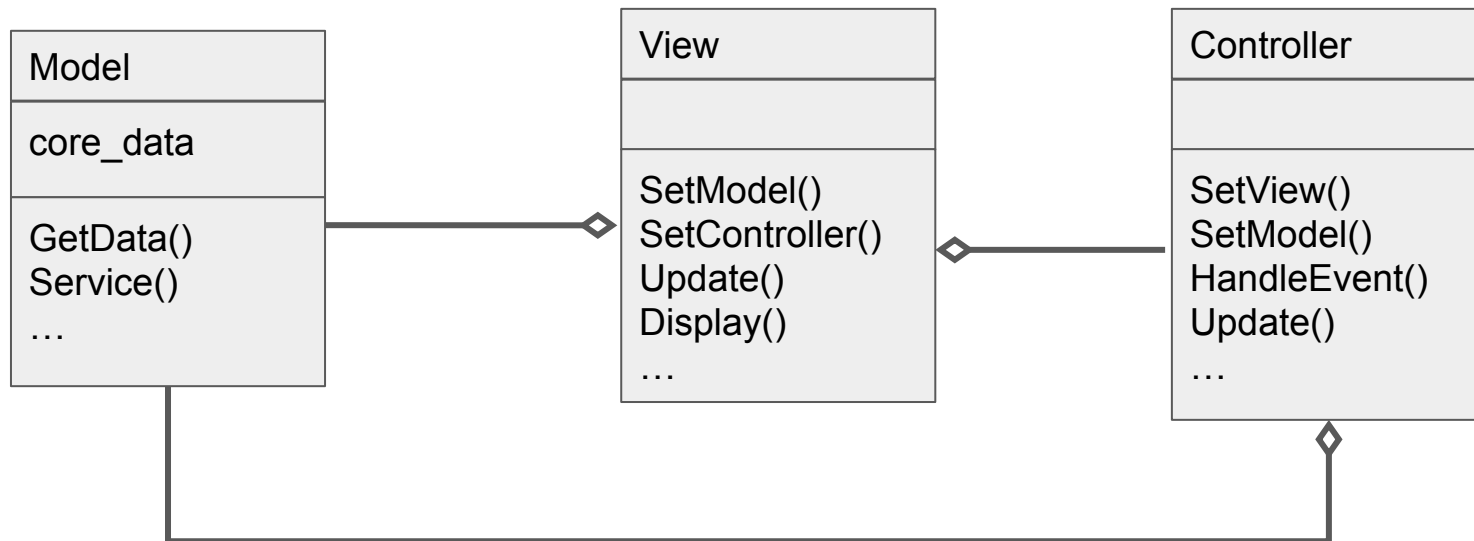 Model
core_data
GetData()
Service()
…
View
SetModel()
SetController()
Update()
Display()
…
Controller
SetView()
SetModel()
HandleEvent()
Update()
…